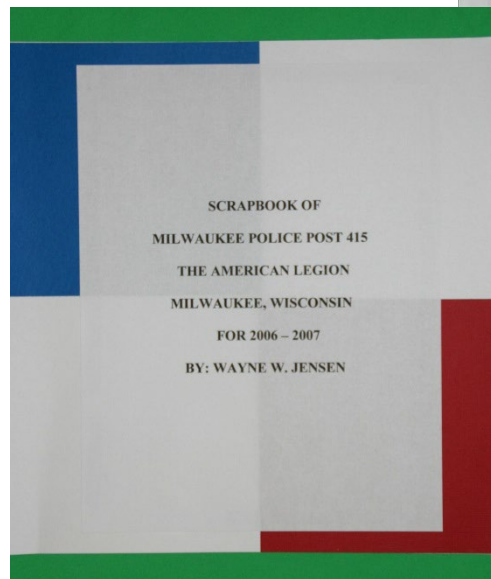 SCRAPBOOK OF
MILWAUKEE POLICE POST 415
THE AMERICAN LEGION
MILWAUKEE, WISCONSIN
FOR 2006 – 2007
BY: WAYNE W. JENSEN